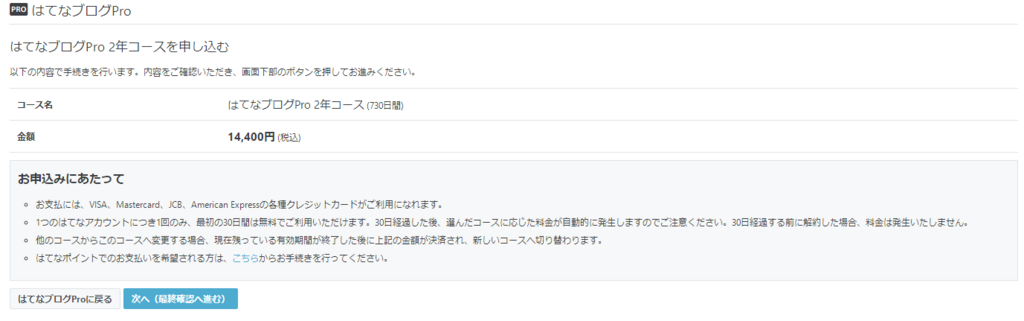 PRO はてなブログPro
はてなブログPro 2年コースを申し込む
以下の内容で手続きを行います。内容をご確認いただき、画面下部のボタンを押してお進みください。
コース名 はてなブログPro 2年コース (730日間)
金額 14,400円 (税込)
お申込みにあたって
お支払には、VISA、Mastercard、JCB、American Expressの各種クレジットカードがご利用になれます。
1つのはてなアカウントにつき1回のみ、最初の30日間は無料でご利用いただけます。30日経過した後、選んだコースに応じた料金が自動的に発生しますのでご注意ください。30日経過する前に解約した場合、料金は発生いたしません。
他のコースからこのコースへ変更する場合、現在残っている有効期間が終了した後に上記の金額が決済され、新しいコースへ切り替わります。
はてなポイントでのお支払いを希望される方は、こちらからお手続きを行ってください。
はてなブログProに戻る 次へ（最終確認へ進む）